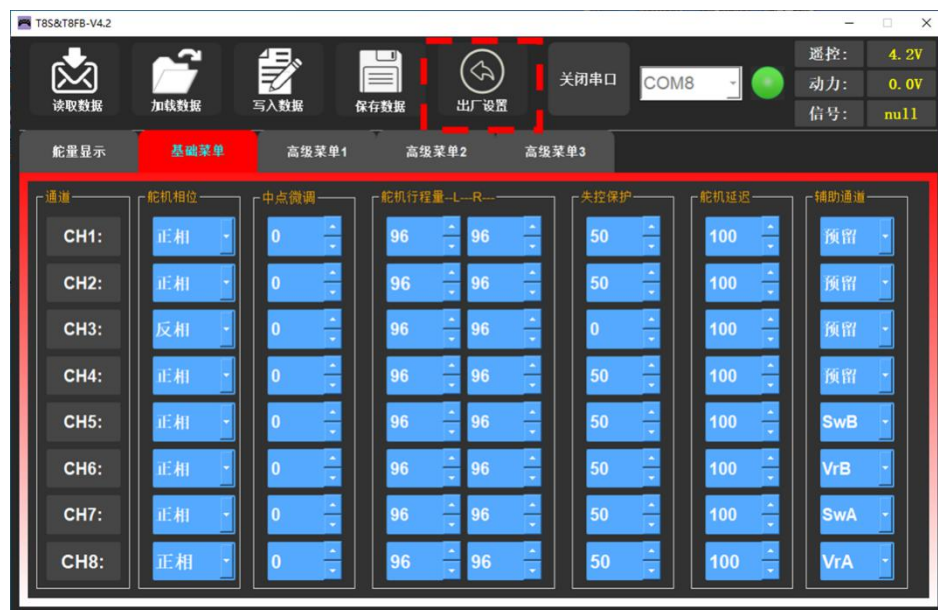 T8S&T8FB-V4.2
读取数据 加载数据 写入数据 保存数据 出厂设置 关闭串口 COM8
遥控: 4.2V
动力: 0.0V
信号: null
舵量显示 基础菜单 高级菜单1 高级菜单2 高级菜单3
通道 舵机相位 中点微调 舵机行程量--L---R--- 失控保护 舵机延迟 辅助通道
CH1: 正相 0 96 96 50 100 预留
CH2: 正相 0 96 96 50 100 预留
CH3: 反相 0 96 96 0 100 预留
CH4: 正相 0 96 96 50 100 预留
CH5: 正相 0 96 96 50 100 SwB
CH6: 正相 0 96 96 50 100 VrB
CH7: 正相 0 96 96 50 100 SwA
CH8: 正相 0 96 96 50 100 VrA